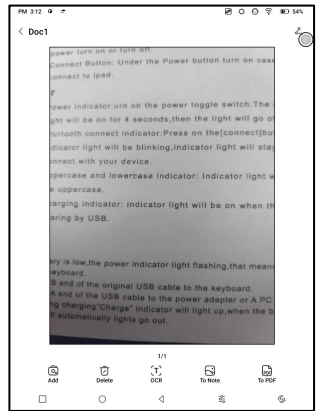 PM 3:12
54%
Doc1
power turn on or turn off.
Connect Button: Under the Power button turn on case
connect to Ipad.
r
ower indicator:urn on the power toggle switch.The
ght will be on for 4 seconds,then the light will go of
urtooth connect indicator:Press on the[connect]but
dicator light will be blinking,indicator light will stay
nnect with your device.
ppercase and lowercase indicator: Indicator light w
e uppercase.
arging indicator: indicator light will be on when th
aring by USB.
ery is low,the power indicator light flashing,that means
eyboard.
B end of the original USB cable to the keyboard.
A end of the USB cable to the power adapter or A PC
ng charging"Charge" indicator will light up,when the b
ll automatically lights go out.
1/1
Add Delete OCR To Note To PDF